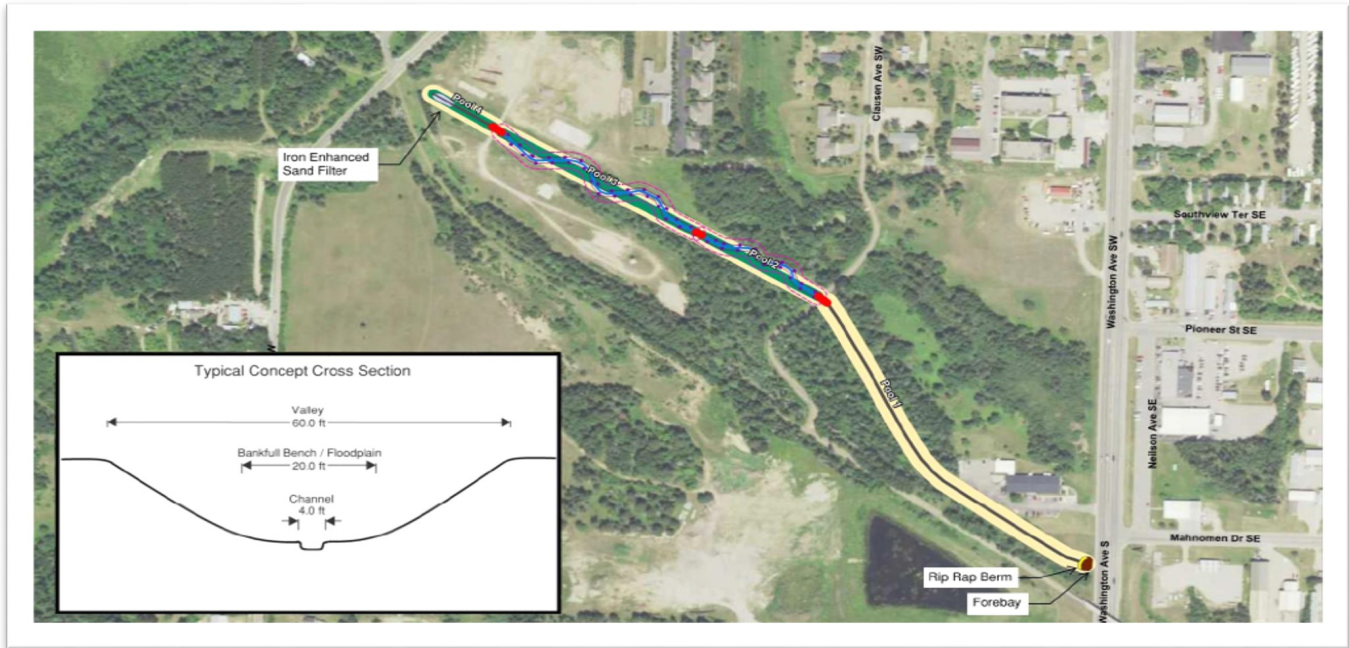 Pool 4
Iron Enhanced
Sand Filter
Pool 3
Pool 2
Pool 1
Clauson Ave SW
Southview Ter SE
Washington Ave SW
Pioneer St SE
Neilson Ave SE
Mahnomen Dr SE
Washington Ave S
W
Rip Rap Berm
Forebay
Typical Concept Cross Section
Valley
60.0 ft
Bankfull Bench / Floodplain
20.0 ft
Channel
4.0 ft